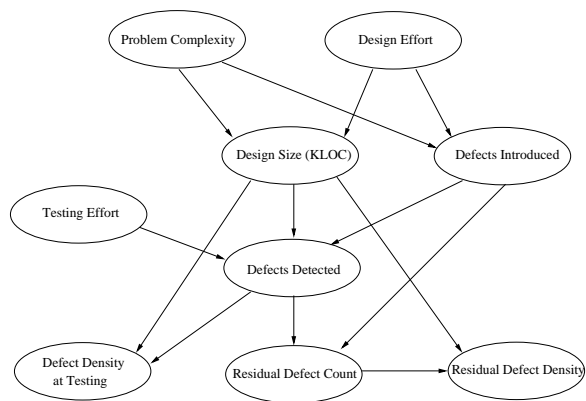 Problem Complexity
Design Effort
Design Size (KLOC)
Defects Introduced
Testing Effort
Defects Detected
Defect Density
at Testing
Residual Defect Count
Residual Defect Density